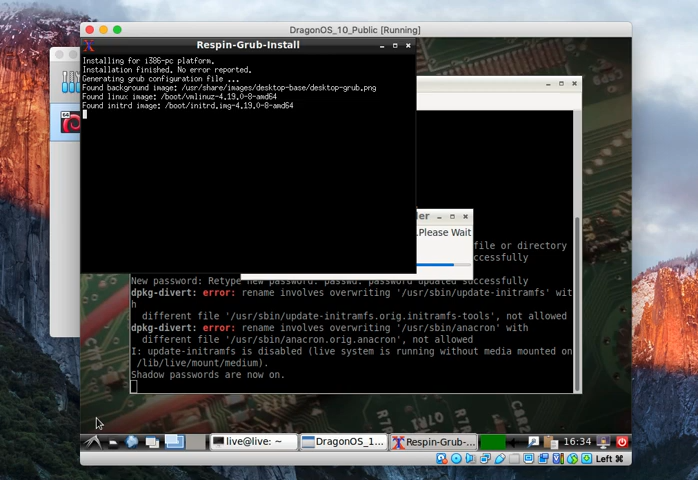 DragonOS_10_Public [Running]
Respin-Grub-Install
Installing for i386-pc platform.
Installation finished. No error reported.
Generating grub configuration file ...
Found background image: /usr/share/images/desktop-base/desktop-grub.png
Found linux image: /boot/vmlinuz-4.19.0-8-amd64
Found initrd image: /boot/initrd.img-4.19.0-8-amd64
der
.Please Wait
file or directory
ccessfully
New password: Retype new password: passwd: password updated successfully
dpkg-divert: error: rename involves overwriting '/usr/sbin/update-initramfs' wit
h
different file '/usr/sbin/update-initramfs.orig.initramfs-tools', not allowed
dpkg-divert: error: rename involves overwriting '/usr/sbin/anacron' with
different file '/usr/sbin/anacron.orig.anacron', not allowed
I: update-initramfs is disabled (live system is running without media mounted on
/lib/live/mount/medium).
Shadow passwords are now on.
live@live: ~
DragonOS_1...
Respin-Grub-...
16:34
Left ⌘